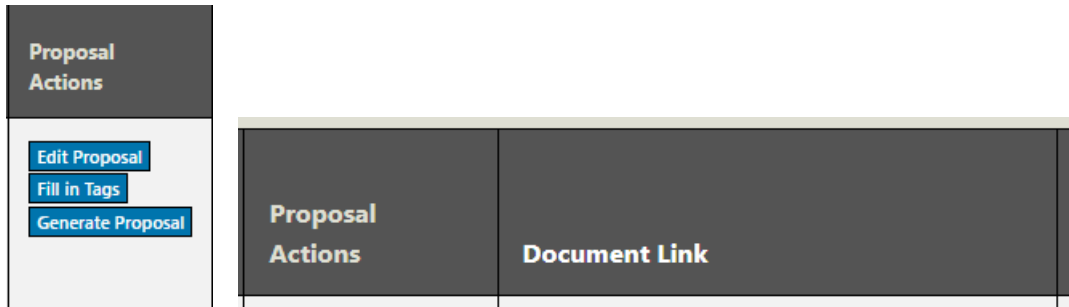 Proposal
Actions
Edit Proposal
Fill in Tags
Generate Proposal
Proposal
Actions
Document Link